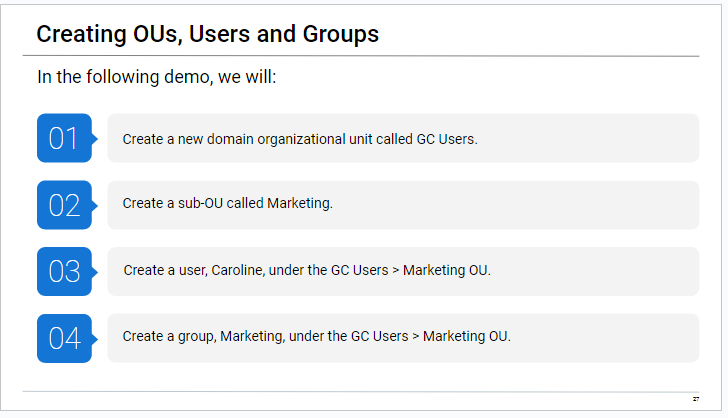 Creating OUs, Users and Groups
In the following demo, we will:
01
Create a new domain organizational unit called GC Users.
02
Create a sub-OU called Marketing.
03
Create a user, Caroline, under the GC Users > Marketing OU.
04
Create a group, Marketing, under the GC Users > Marketing OU.
27